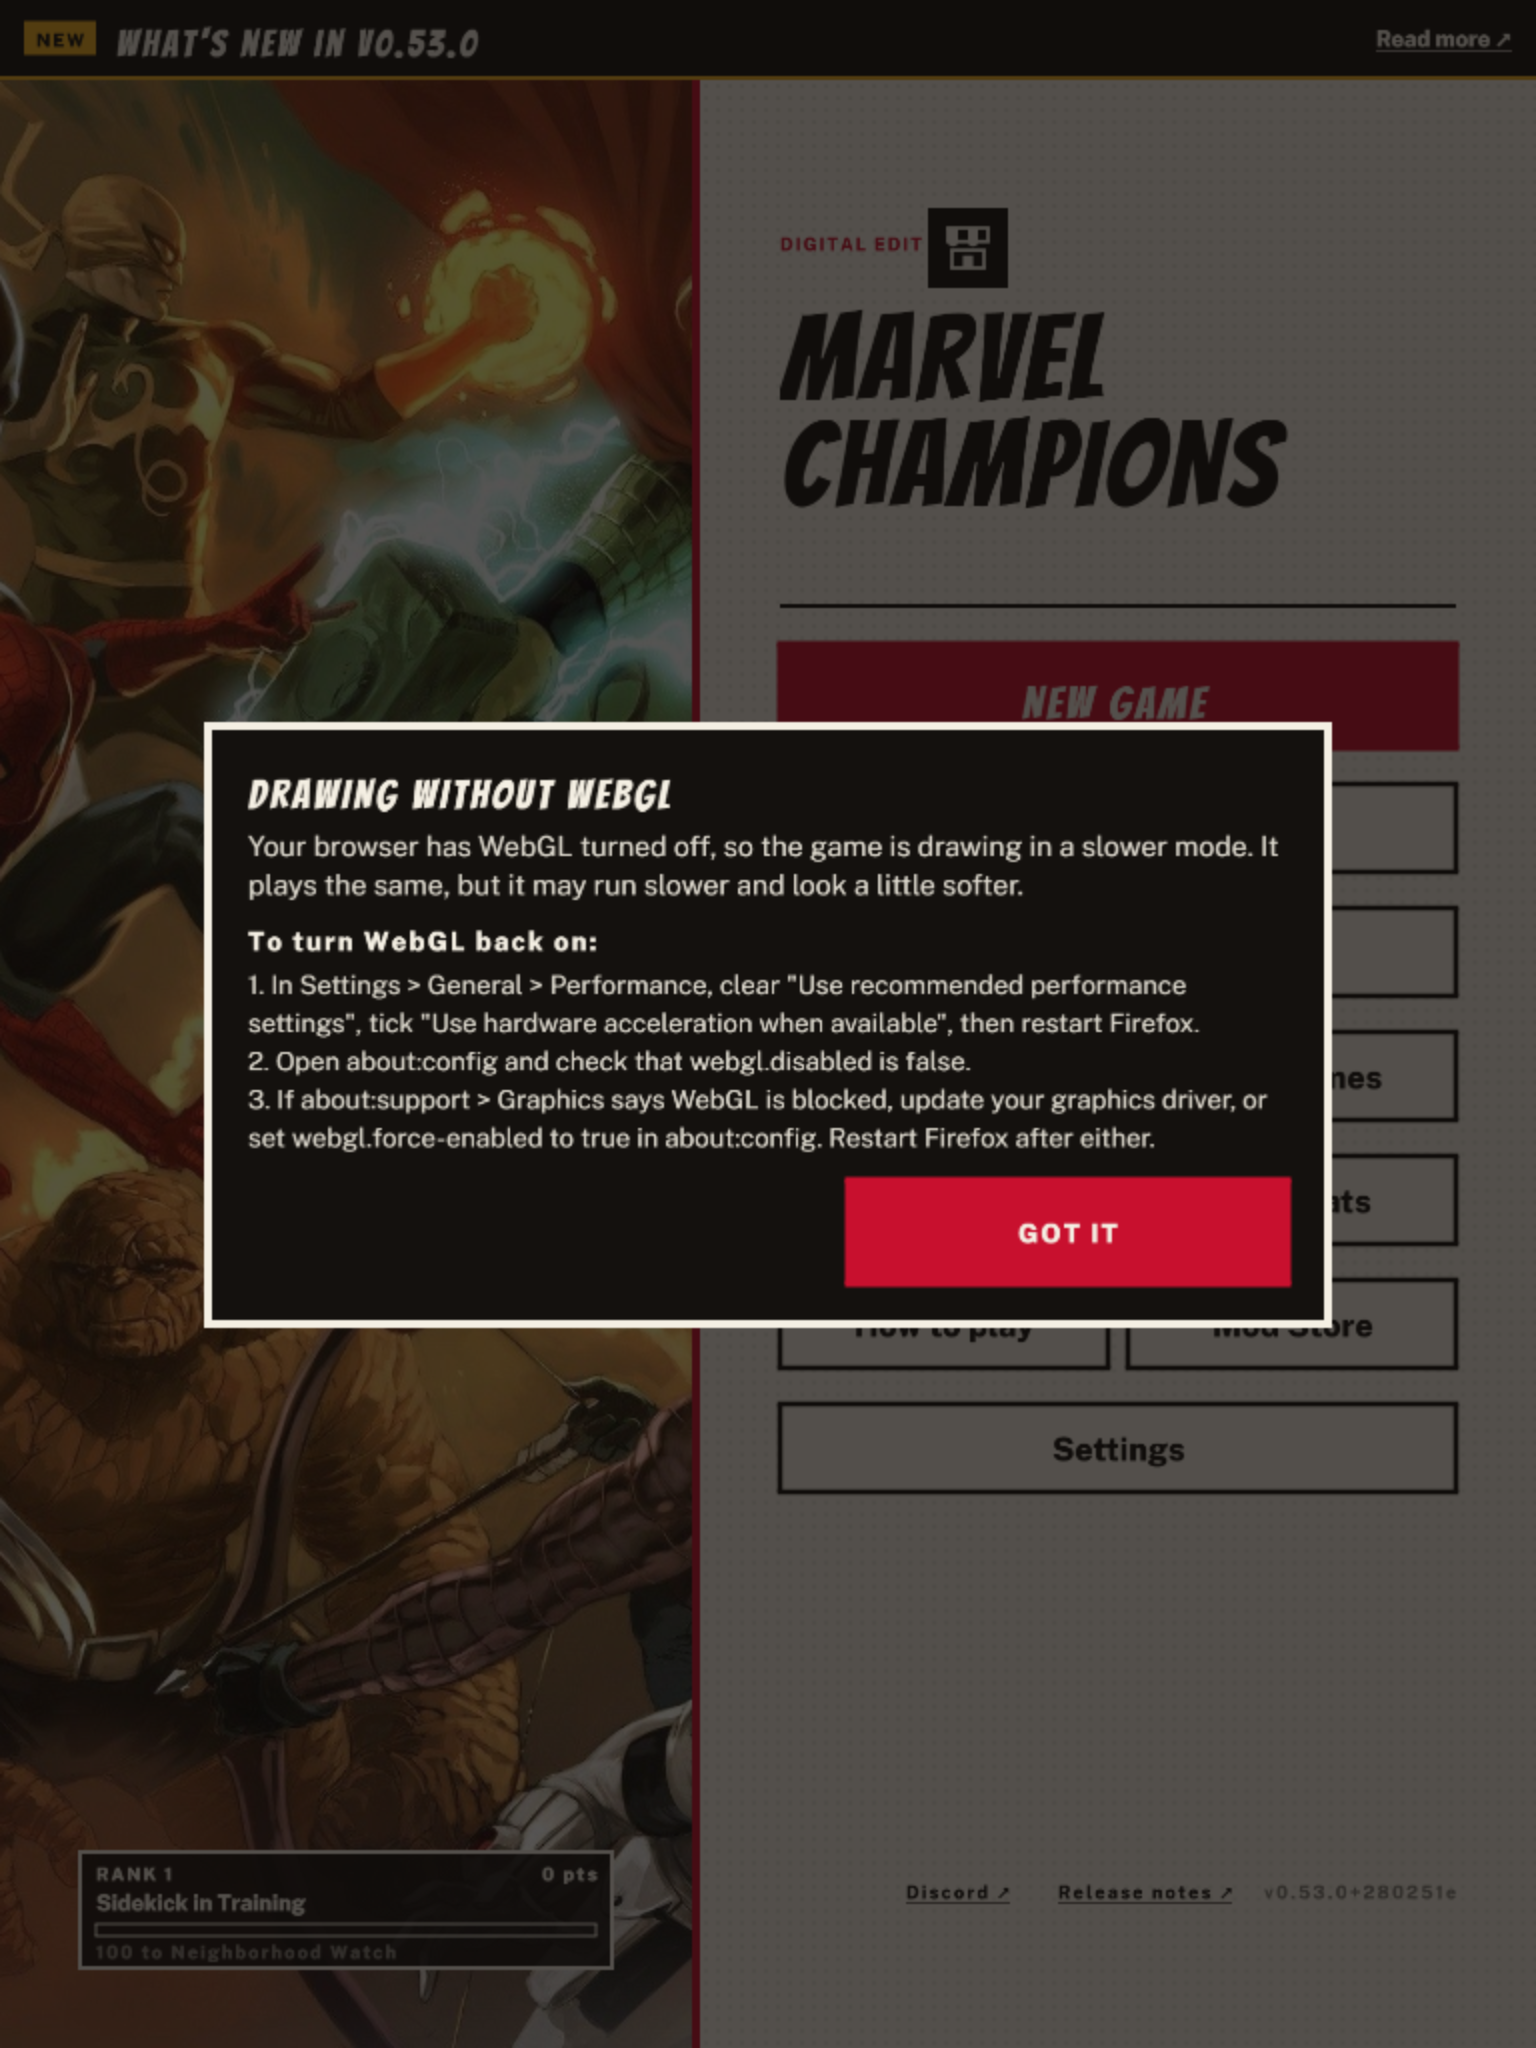 NEW
WHAT'S NEW IN V0.53.0
Read more ↗
DIGITAL EDIT
MARVEL
CHAMPIONS
NEW GAME
DRAWING WITHOUT WEBGL
Your browser has WebGL turned off, so the game is drawing in a slower mode. It
plays the same, but it may run slower and look a little softer.
To turn WebGL back on:
1. In Settings > General > Performance, clear "Use recommended performance
settings", tick "Use hardware acceleration when available", then restart Firefox.
2. Open about:config and check that webgl.disabled is false.
3. If about:support > Graphics says WebGL is blocked, update your graphics driver, or
set webgl.force-enabled to true in about:config. Restart Firefox after either.
GOT IT
How to play
Mod Store
Settings
RANK 1
0 pts
Sidekick in Training
100 to Neighborhood Watch
Discord ↗
Release notes ↗
v0.53.0+280251e